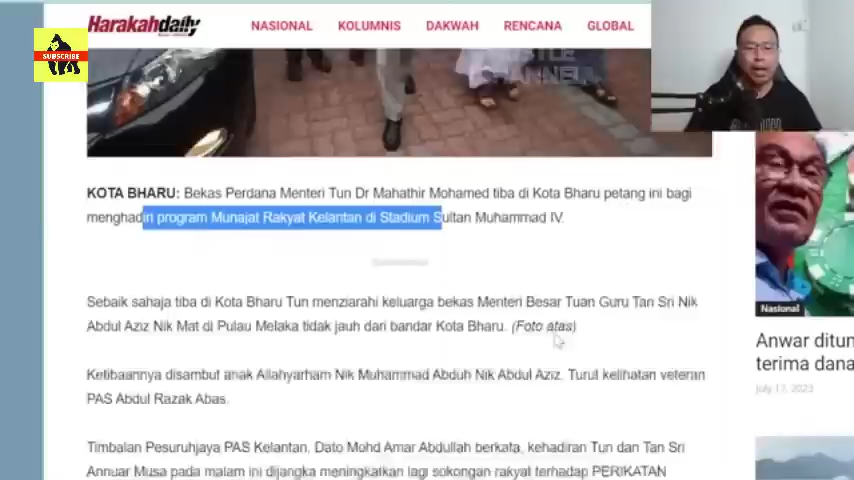 Harakahdaily
NASIONAL KOLUMNIS DAKWAH RENCANA GLOBAL
SUBSCRIBE
CHANNEL
KOTA BHARU: Bekas Perdana Menteri Tun Dr Mahathir Mohamed tiba di Kota Bharu petang ini bagi
menghadiri program Munajat Rakyat Kelantan di Stadium Sultan Muhammad IV.
Sebaik sahaja tiba di Kota Bharu Tun menziarahi keluarga bekas Menteri Besar Tuan Guru Tan Sri Nik
Abdul Aziz Nik Mat di Pulau Melaka tidak jauh dari bandar Kota Bharu. (Foto atas)
Ketibaannya disambut anak Allahyarham Nik Muhammad Abduh Nik Abdul Aziz. Turut kelihatan veteran
PAS Abdul Razak Abas.
Timbalan Pesuruhjaya PAS Kelantan, Dato Mohd Amar Abdullah berkata, kehadiran Tun dan Tan Sri
Annuar Musa pada malam ini dijangka meningkatkan lagi sokongan rakyat terhadap PERIKATAN
Nasional
Anwar ditun
terima dana
July 17, 2023